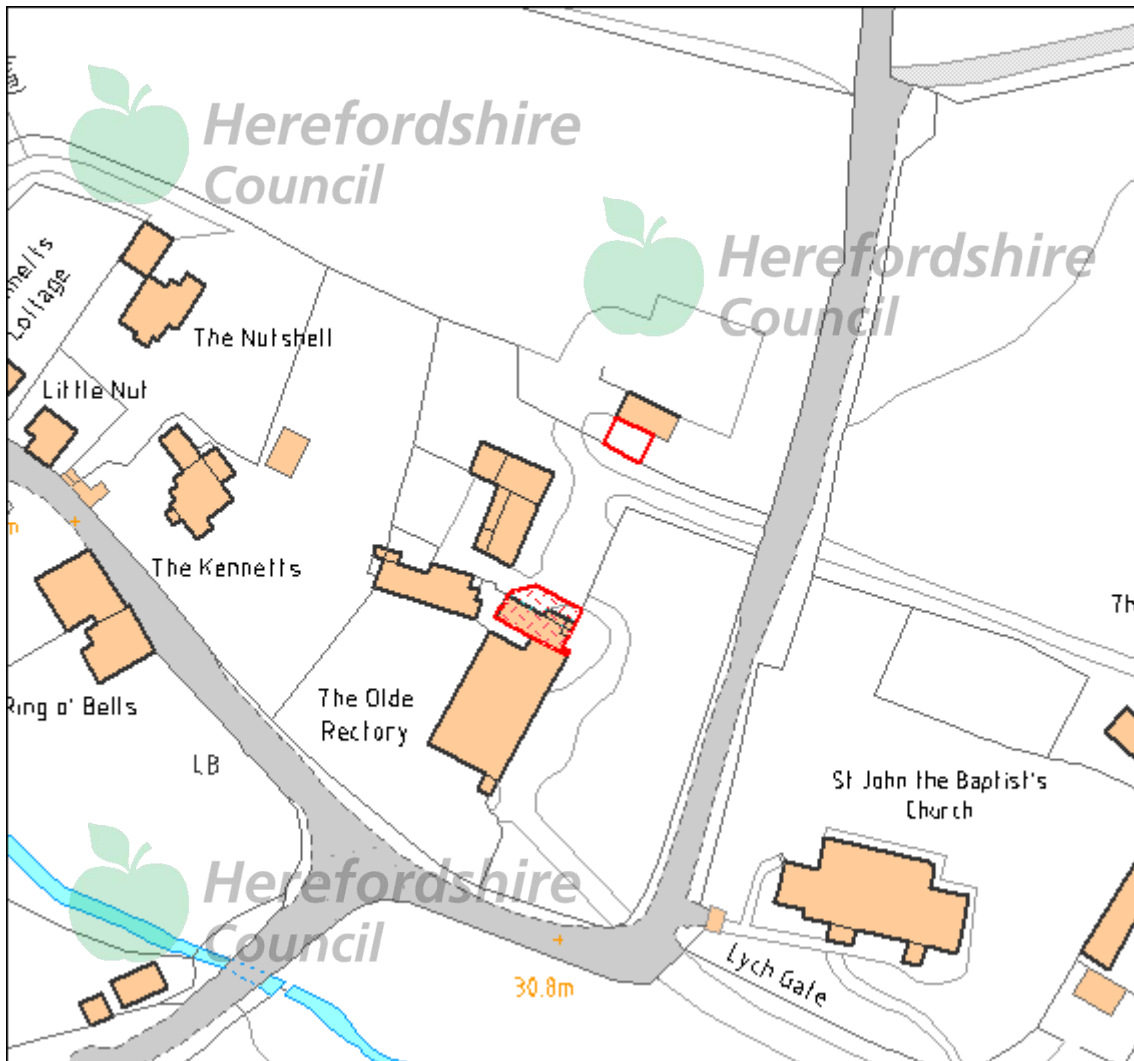 Herefordshire
Council
Herefordshire
Council
Cottage
The Nutshell
Little Nut
The Kennetts
m
Ring o' Bells
The Olde
Rectory
LB
St John the Baptist's
Church
Herefordshire
Council
Lych Gate
30.8m